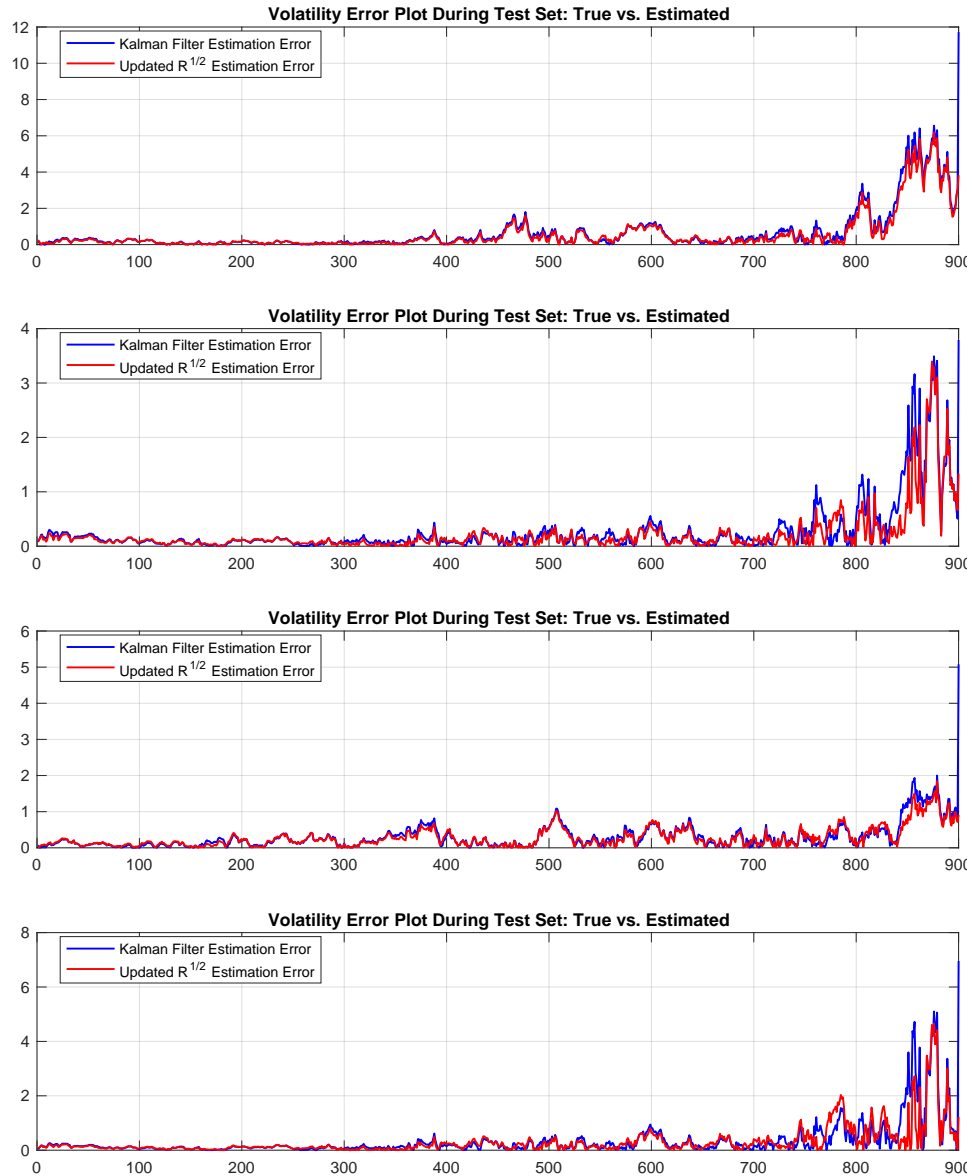 Volatility Error Plot During Test Set: True vs. Estimated
12
10
8
6
4
2
0
Kalman Filter Estimation Error
Updated R^1/2 Estimation Error
0 100 200 300 400 500 600 700 800 900
Volatility Error Plot During Test Set: True vs. Estimated
4
3
2
1
0
Kalman Filter Estimation Error
Updated R^1/2 Estimation Error
0 100 200 300 400 500 600 700 800 900
Volatility Error Plot During Test Set: True vs. Estimated
6
5
4
3
2
1
0
Kalman Filter Estimation Error
Updated R^1/2 Estimation Error
0 100 200 300 400 500 600 700 800 900
Volatility Error Plot During Test Set: True vs. Estimated
8
6
4
2
0
Kalman Filter Estimation Error
Updated R^1/2 Estimation Error
0 100 200 300 400 500 600 700 800 900